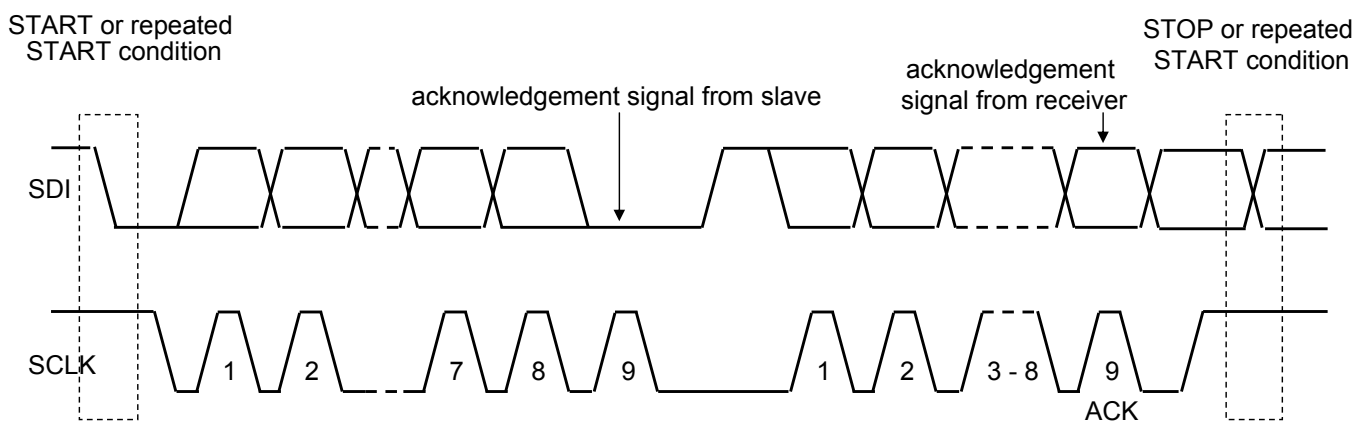 START or repeated
START condition
STOP or repeated
START condition
acknowledgement signal from slave
acknowledgement
signal from receiver
SDI
SCLK
1
2
7
8
9
1
2
3 - 8
9
ACK